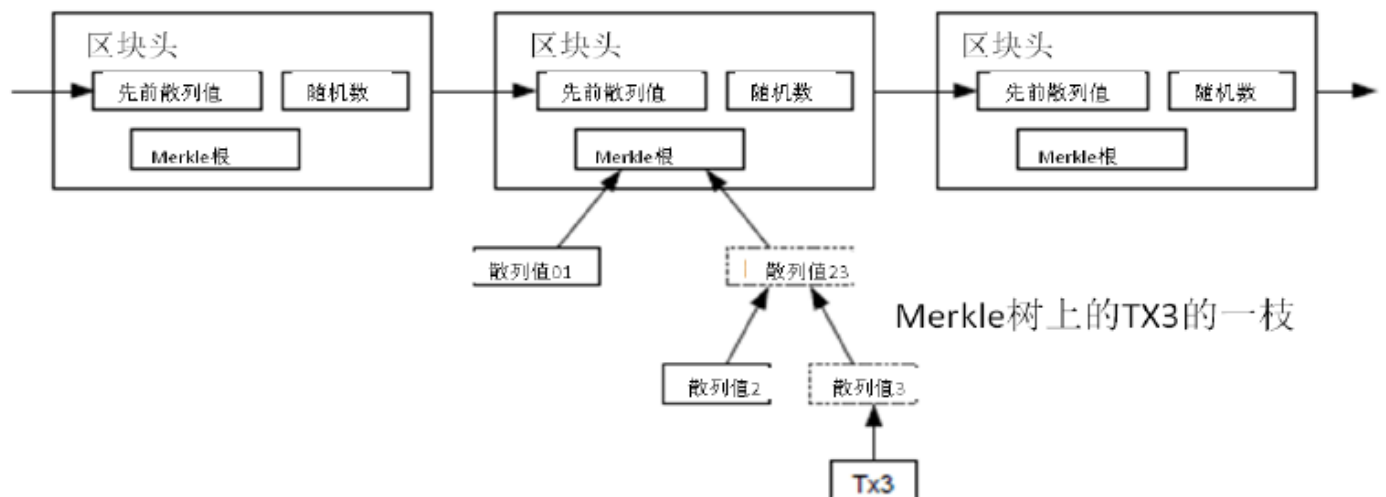 区块头
先前散列值
随机数
Merkle根
区块头
先前散列值
随机数
Merkle根
区块头
先前散列值
随机数
Merkle根
散列值01
散列值23
Merkle树上的TX3的一枝
散列值2
散列值3
Tx3